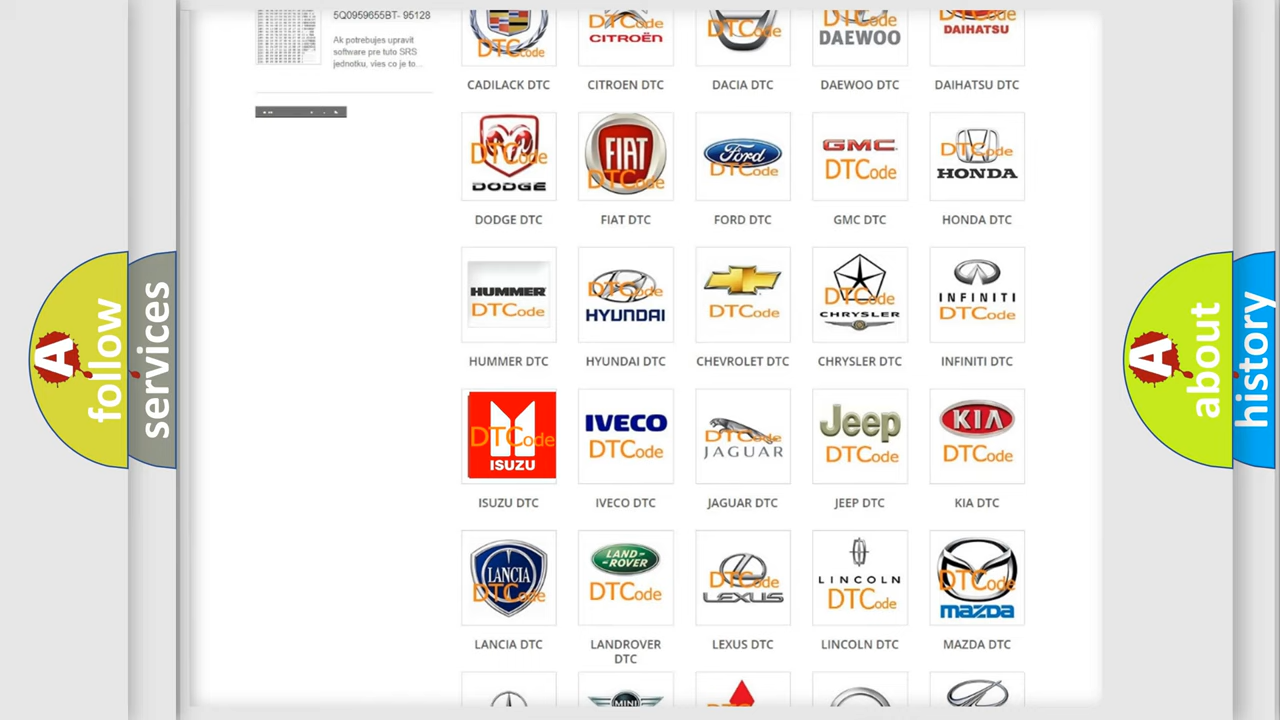 5Q0959655BT- 95128
Ak potrebujes upravit
software pre tuto SRS
jednotku, vies co je to...
DTCode
DTCode
CITROËN
DTCode
DTCode
DAEWOO
DTCode
DAIHATSU
CADILACK DTC
CITROEN DTC
DACIA DTC
DAEWOO DTC
DAIHATSU DTC
DTCode
DODGE
FIAT
DTCode
Ford
DTCode
GMC
DTCode
DTCode
HONDA
DODGE DTC
FIAT DTC
FORD DTC
GMC DTC
HONDA DTC
HUMMER
DTCode
DTCode
HYUNDAI
DTCode
DTCode
CHRYSLER
INFINITI
DTCode
HUMMER DTC
HYUNDAI DTC
CHEVROLET DTC
CHRYSLER DTC
INFINITI DTC
DTCode
ISUZU
IVECO
DTCode
DTCode
JAGUAR
Jeep
DTCode
KIA
DTCode
ISUZU DTC
IVECO DTC
JAGUAR DTC
JEEP DTC
KIA DTC
LANCIA
DTCode
LAND-
ROVER
DTCode
DTCode
LEXUS
LINCOLN
DTCode
DTCode
mazda
LANCIA DTC
LANDROVER
DTC
LEXUS DTC
LINCOLN DTC
MAZDA DTC
MINI
A
follow
services
A
about
history